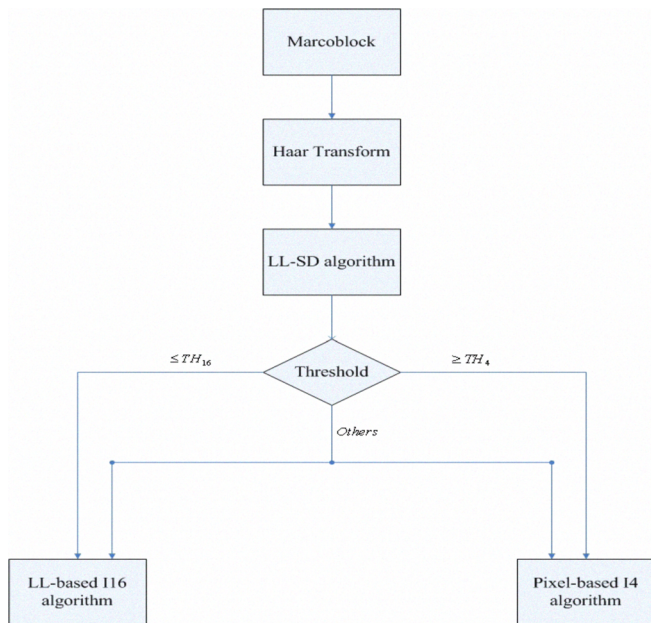 Marcoblock
Haar Transform
LL-SD algorithm
≤TH₁₆
Threshold
≥TH₄
Others
LL-based I16
algorithm
Pixel-based I4
algorithm